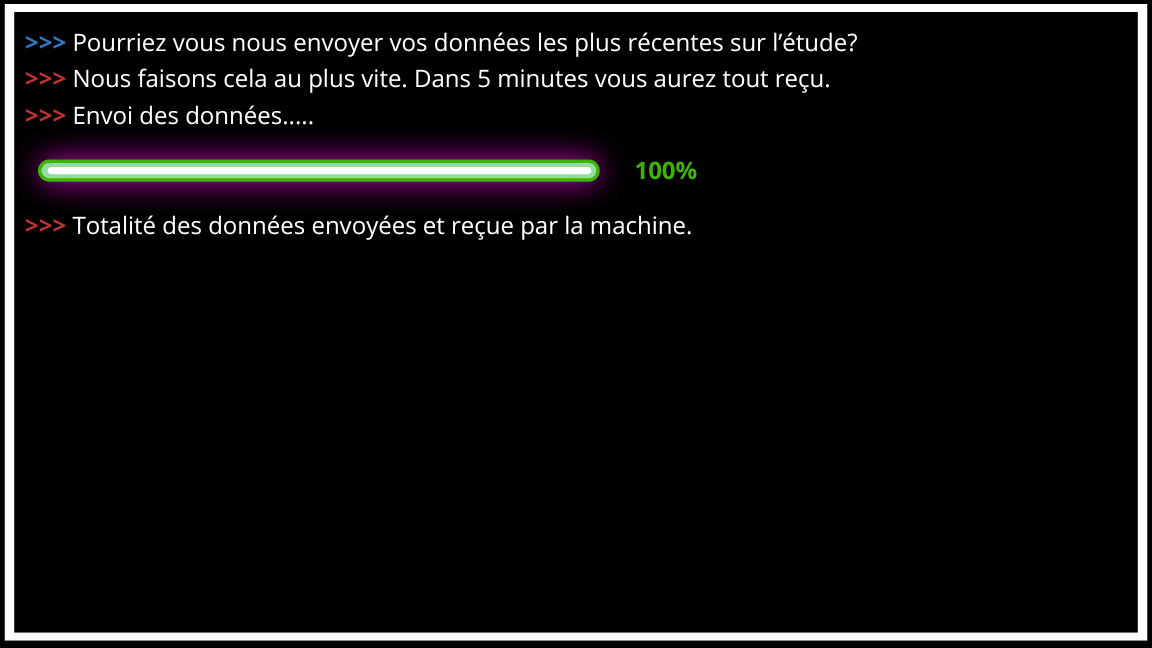 >>> Pourriez vous nous envoyer vos données les plus récentes sur l’étude?
>>> Nous faisons cela au plus vite. Dans 5 minutes vous aurez tout reçu.
>>> Envoi des données.....
100%
>>> Totalité des données envoyées et reçue par la machine.